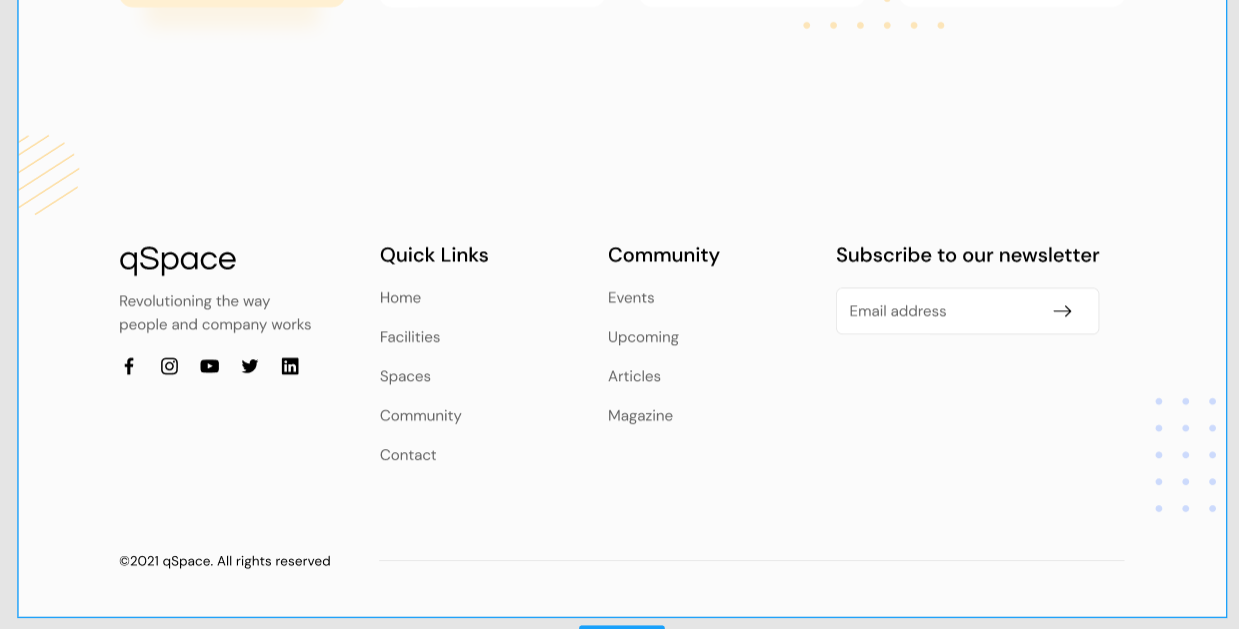 qSpace
Revolutioning the way
people and company works
Quick Links
Home
Facilities
Spaces
Community
Contact
Community
Events
Upcoming
Articles
Magazine
Subscribe to our newsletter
Email address
©2021 qSpace. All rights reserved